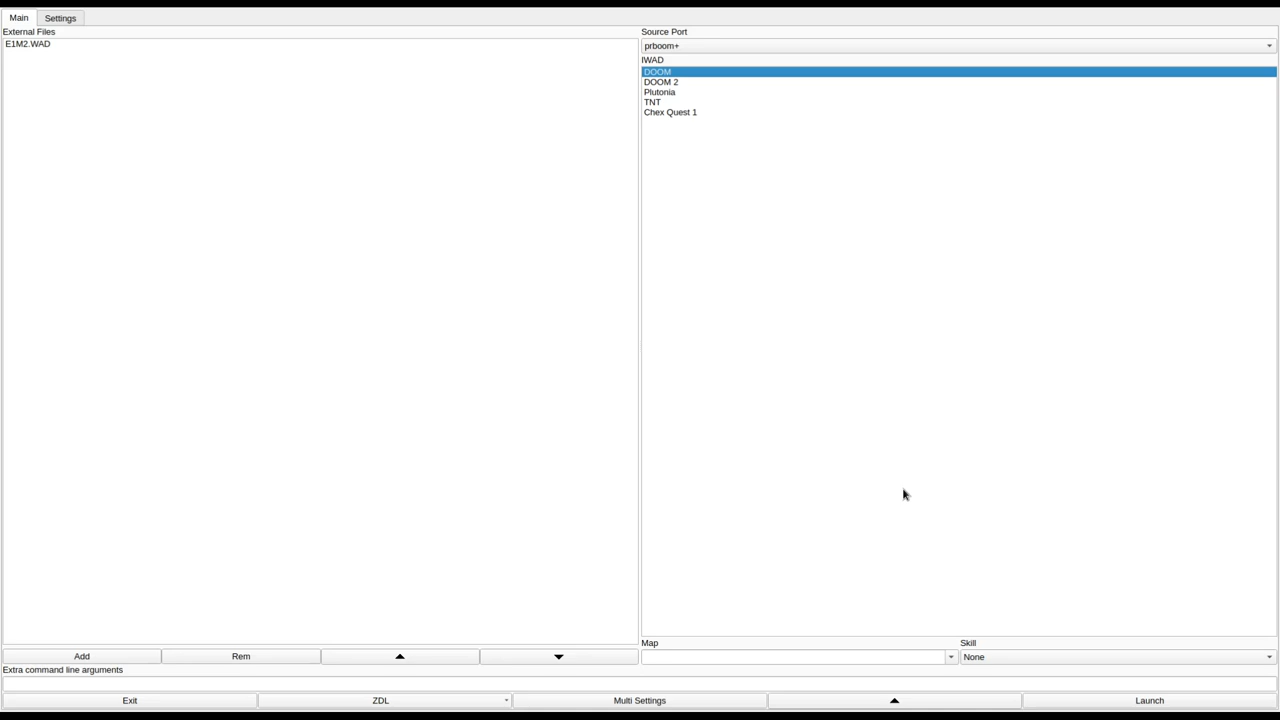 Main Settings
External Files
E1M2.WAD
Source Port
prboom+
IWAD
DOOM
DOOM 2
Plutonia
TNT
Chex Quest 1
Add Rem
Map Skill
None
Extra command line arguments
Exit ZDL Multi Settings Launch